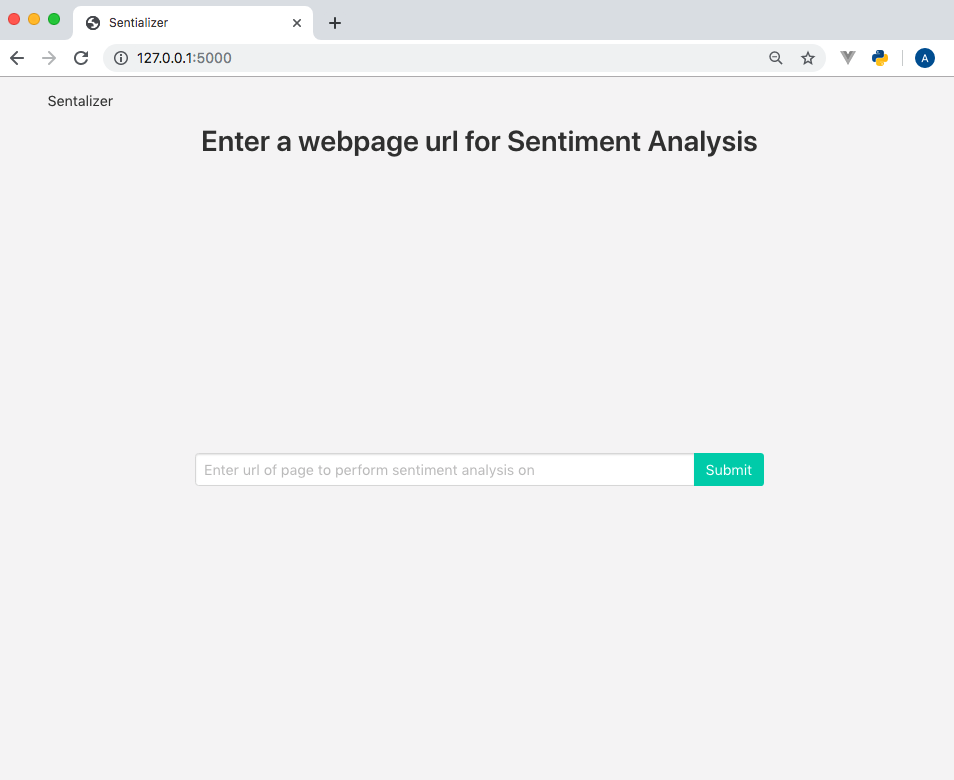 Sentializer
127.0.0.1:5000
A
Sentalizer
Enter a webpage url for Sentiment Analysis
Enter url of page to perform sentiment analysis on
Submit